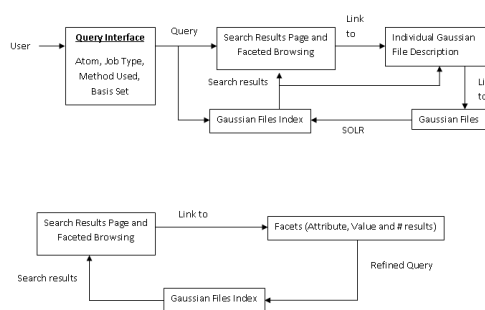 User
Query Interface
Atom, Job Type,
Method Used,
Basis Set
Query
Search Results Page and
Faceted Browsing
Link
to
Individual Gaussian
File Description
Search results
Gaussian Files Index
SOLR
Gaussian Files
to
Search Results Page and
Faceted Browsing
Link to
Facets (Attribute, Value and # results)
Refined Query
Search results
Gaussian Files Index